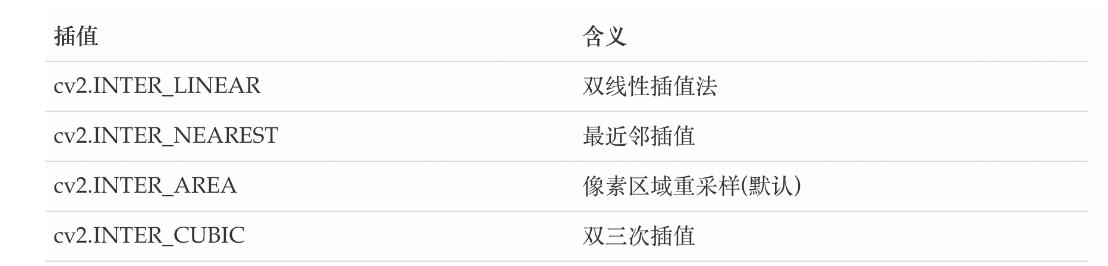 插值 含义
cv2.INTER_LINEAR 双线性插值法
cv2.INTER_NEAREST 最近邻插值
cv2.INTER_AREA 像素区域重采样(默认)
cv2.INTER_CUBIC 双三次插值